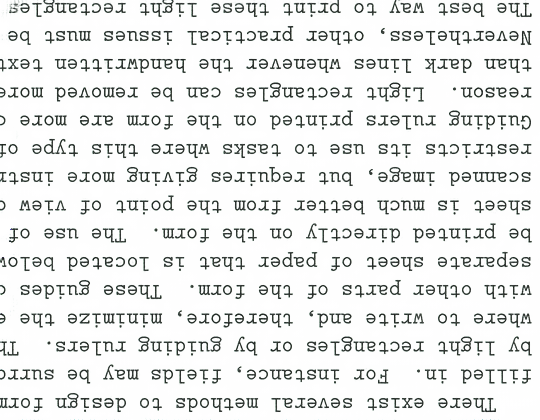 There exist several methods to design form
filled in. For instance, fields may be surro
by light rectangles or by guiding rulers. Th
where to write and, therefore, minimize the e
with other parts of the form. These guides c
separate sheet of paper that is located below
be printed directly on the form. The use of
sheet is much better from the point of view o
scanned image, but requires giving more instr
restricts its use to tasks where this type of
Guiding rulers printed on the form are more c
reason. Light rectangles can be removed more
than dark lines whenever the handwritten text
Nevertheless, other practical issues must be
The best way to print these light rectangles